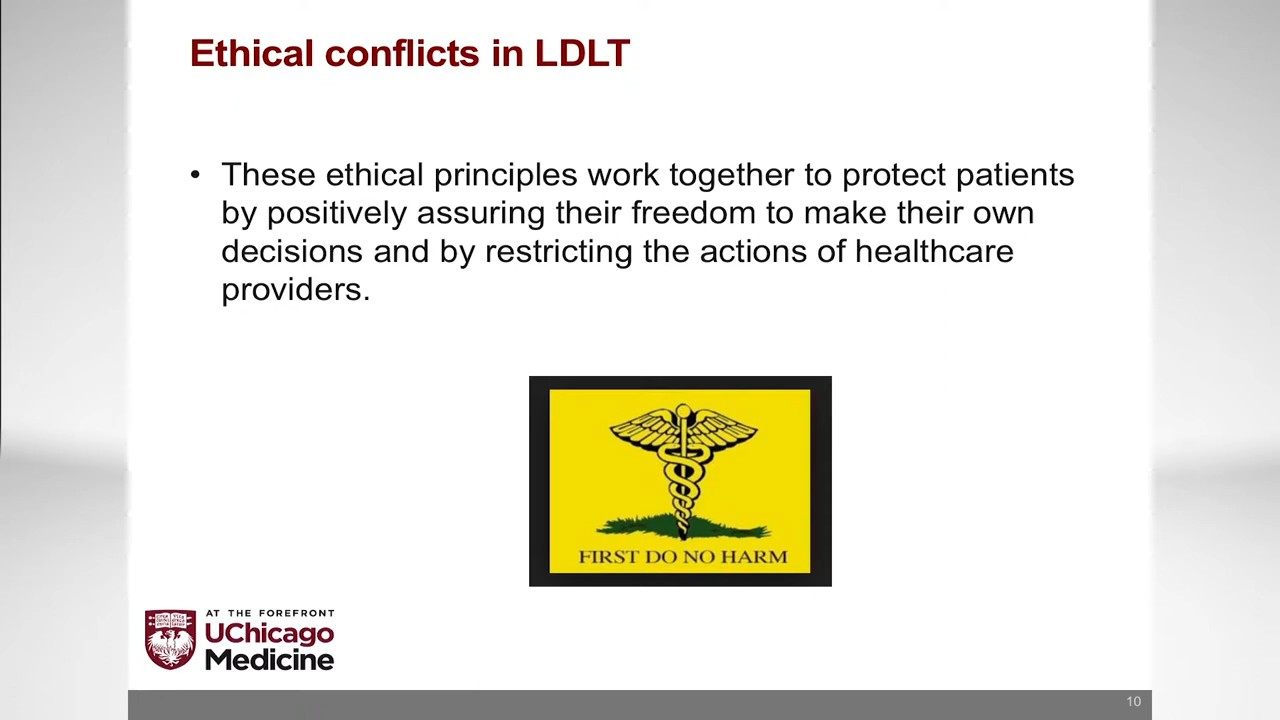 Ethical conflicts in LDLT
• These ethical principles work together to protect patients
by positively assuring their freedom to make their own
decisions and by restricting the actions of healthcare
providers.
FIRST DO NO HARM
AT THE FOREFRONT
UChicago
Medicine
10